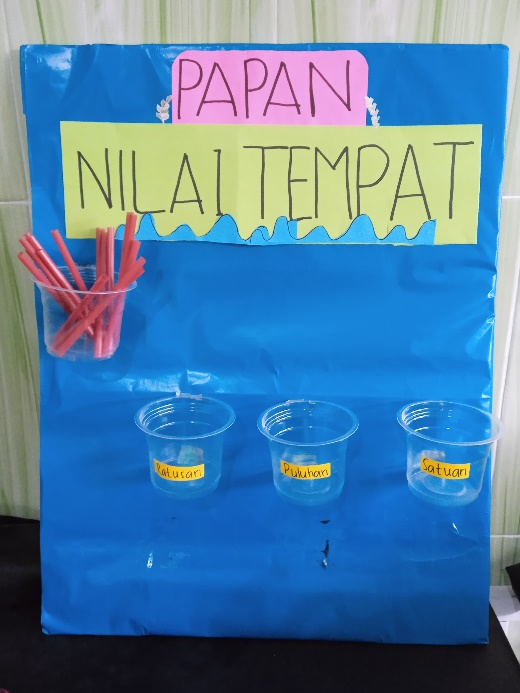 PAPAN
NILAI TEMPAT
Ratusan
Puluhan
Satuan